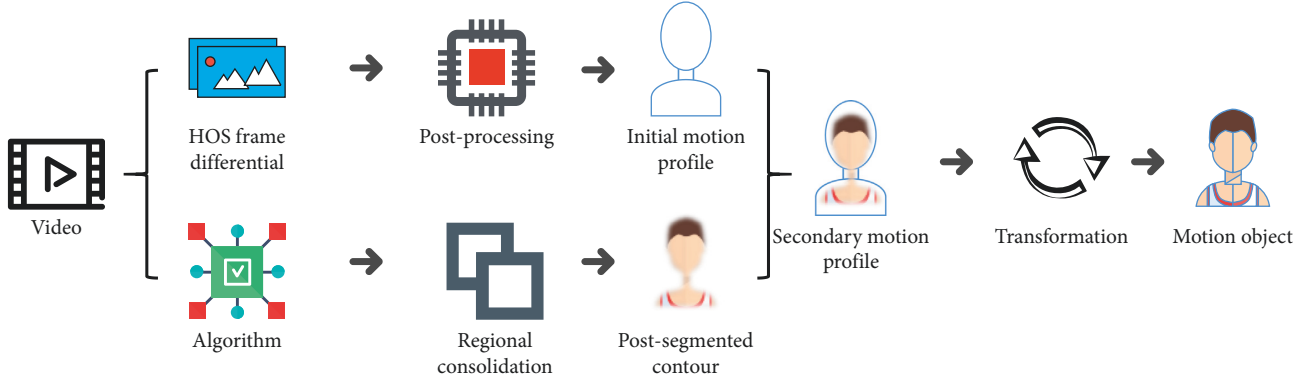 Video
HOS frame
differential
Post-processing
Initial motion
profile
Algorithm
Regional
consolidation
Post-segmented
contour
Secondary motion
profile
Transformation
Motion object